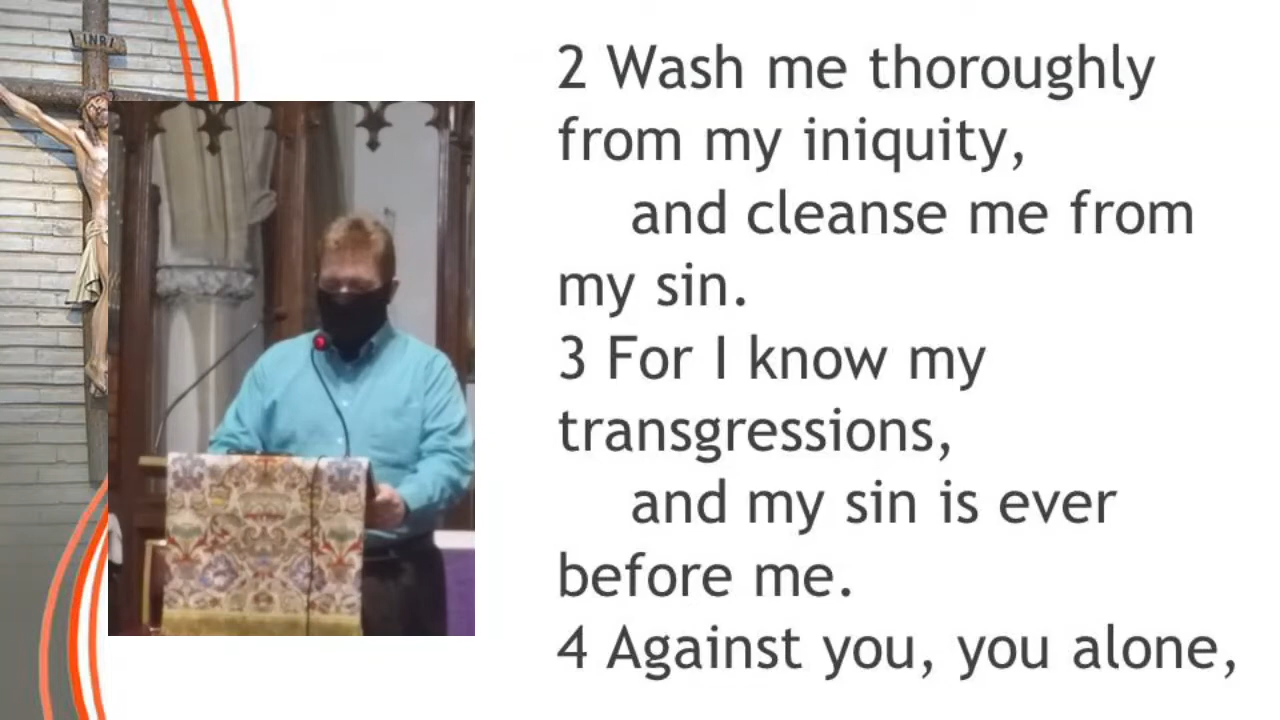 INRI
2 Wash me thoroughly
from my iniquity,
and cleanse me from
my sin.
3 For I know my
transgressions,
and my sin is ever
before me.
4 Against you, you alone,